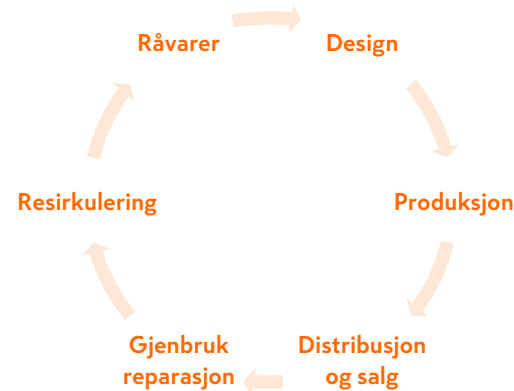 Råvarer
Design
Produksjon
Distribusjon
og salg
Gjenbruk
reparasjon
Resirkulering